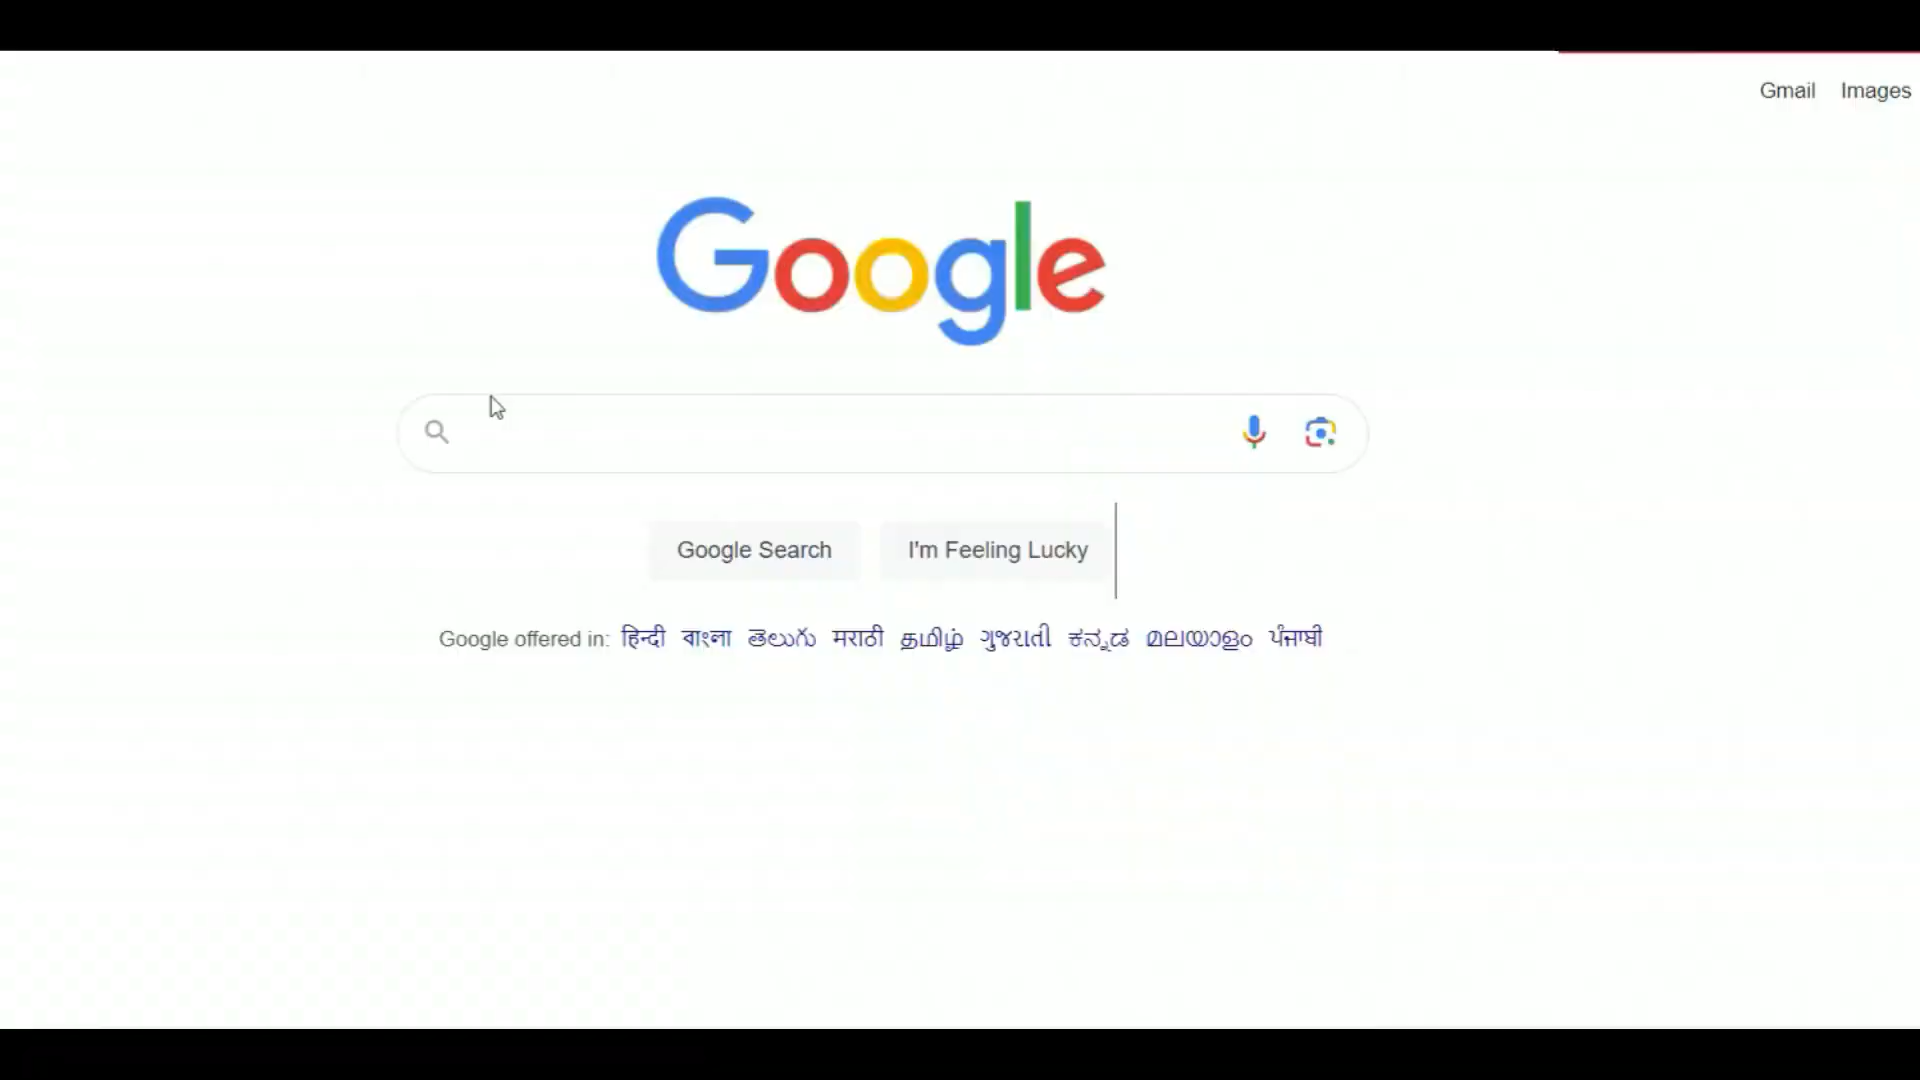 Gmail Images
Google
Google Search I'm Feeling Lucky
Google offered in: हिन्दी বাংলা తెలుగు मराठी தமிழ் ગુજરાતી ಕನ್ನಡ മലയാളം ਪੰਜਾਬੀ